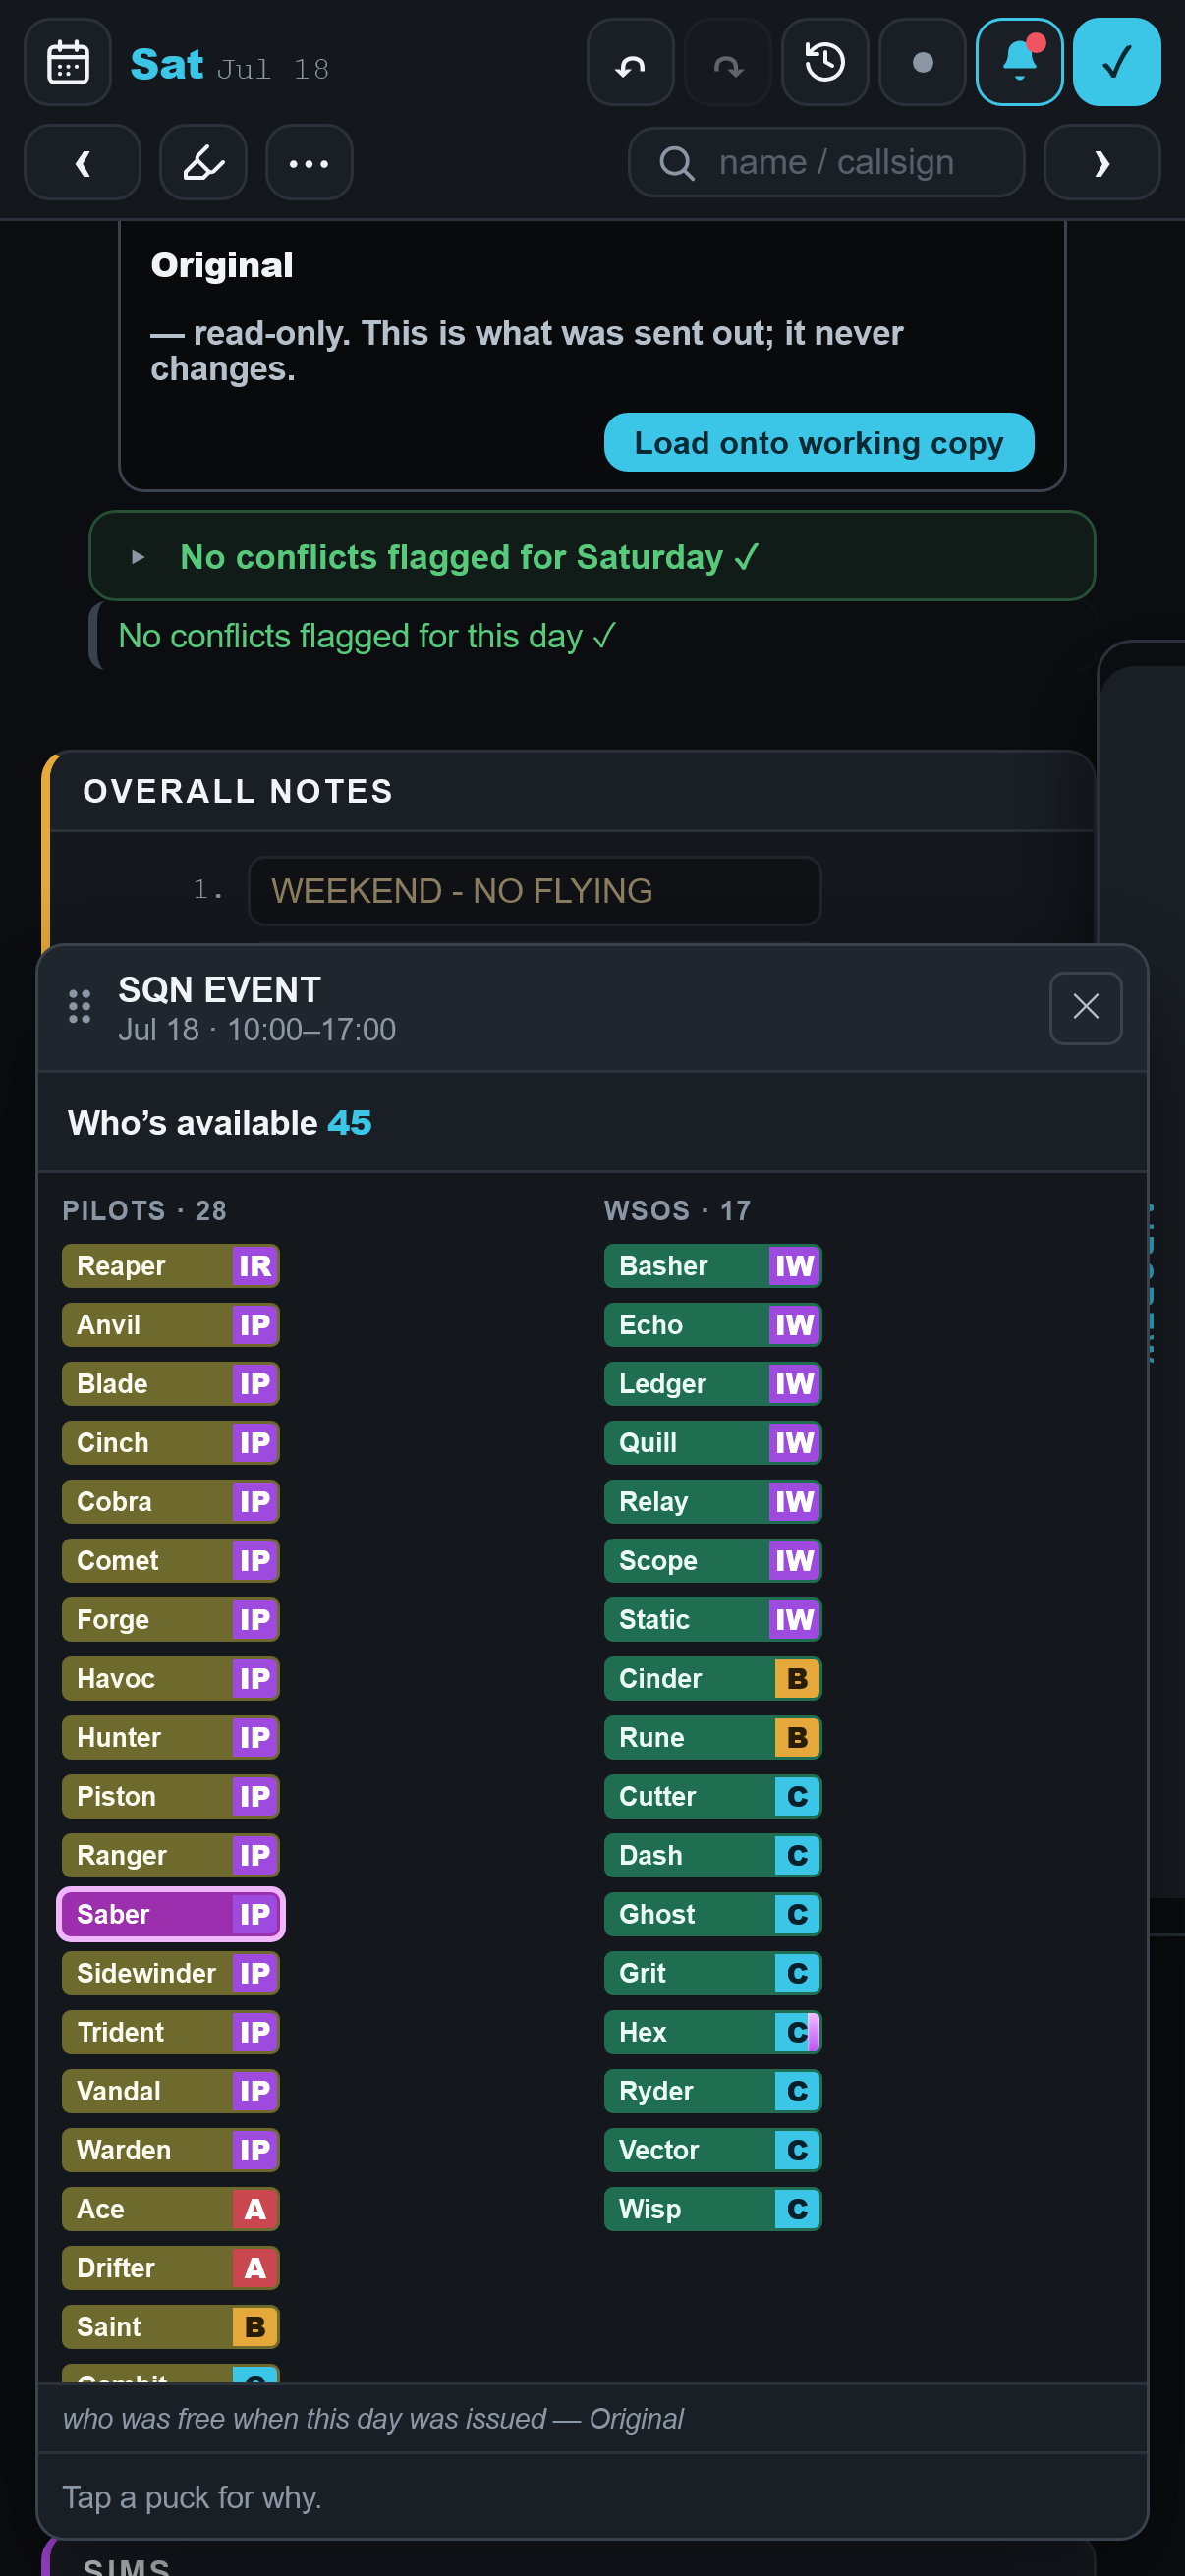 Sat Jul 18
name / callsign
Original
— read-only. This is what was sent out; it never
changes.
Load onto working copy
No conflicts flagged for Saturday ✓
No conflicts flagged for this day ✓
OVERALL NOTES
1. WEEKEND - NO FLYING
SQN EVENT
Jul 18 · 10:00–17:00
Who’s available 45
PILOTS · 28
Reaper IR
Anvil IP
Blade IP
Cinch IP
Cobra IP
Comet IP
Forge IP
Havoc IP
Hunter IP
Piston IP
Ranger IP
Saber IP
Sidewinder IP
Trident IP
Vandal IP
Warden IP
Ace A
Drifter A
Saint B
WSOS · 17
Basher IW
Echo IW
Ledger IW
Quill IW
Relay IW
Scope IW
Static IW
Cinder B
Rune B
Cutter C
Dash C
Ghost C
Grit C
Hex C
Ryder C
Vector C
Wisp C
who was free when this day was issued — Original
Tap a puck for why.
SIMS